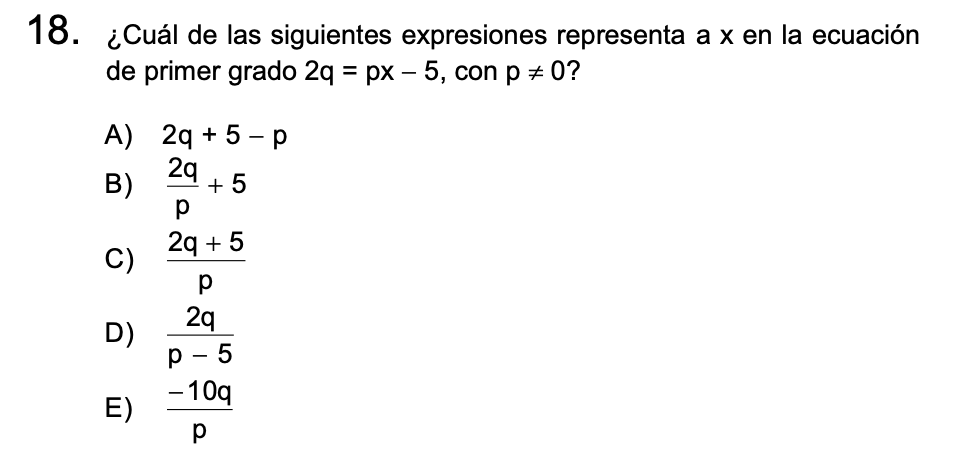 18. ¿Cuál de las siguientes expresiones representa a x en la ecuación
de primer grado 2q = px – 5, con p ≠ 0?
A) 2q + 5 – p
B) 2q/p + 5
C) (2q + 5)/p
D) 2q/(p – 5)
E) –10q/p